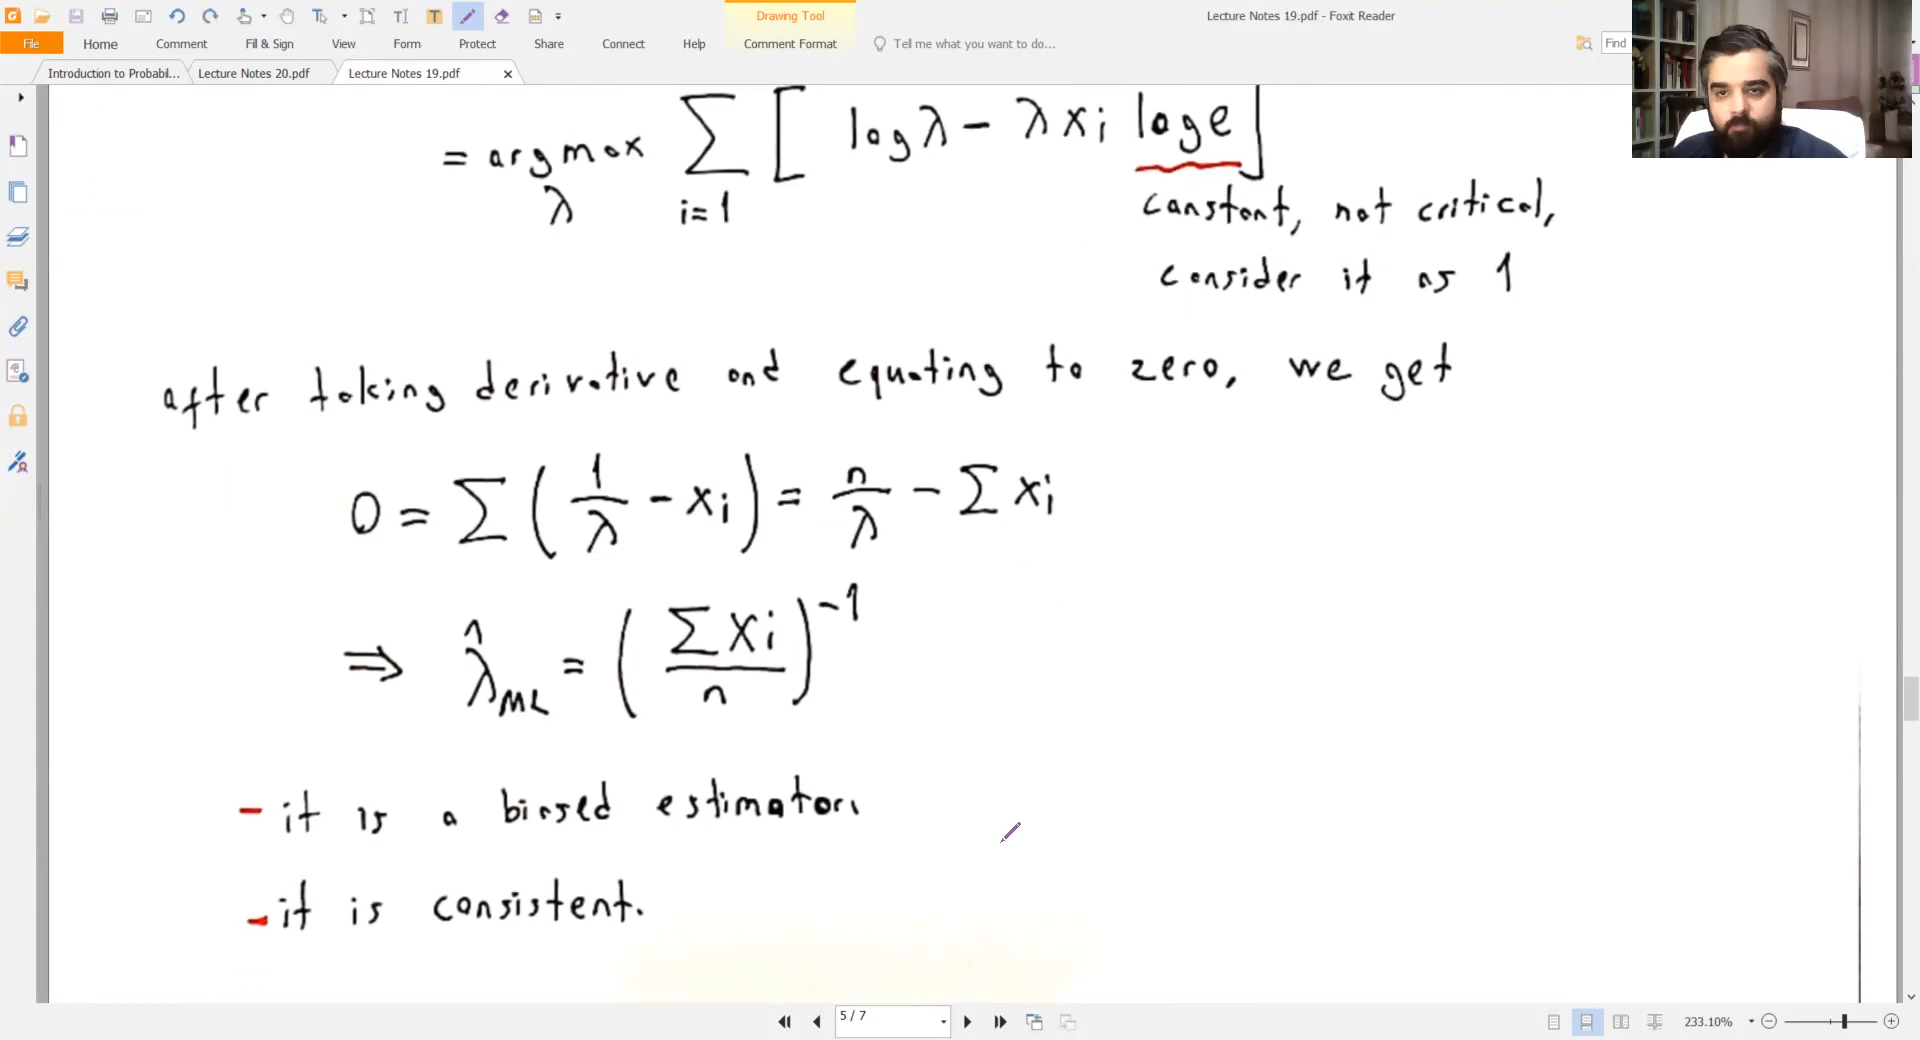 Drawing Tool
Lecture Notes 19.pdf - Foxit Reader
File Home Comment Fill & Sign View Form Protect Share Connect Help Comment Format Tell me what you want to do... Find
Introduction to Probabil... Lecture Notes 20.pdf Lecture Notes 19.pdf
= argmax λ Σ i=1 [ logλ - λ xi loge ]
constant, not critical,
consider it as 1
after taking derivative and equating to zero, we get
0 = Σ ( 1/λ - xi ) = n/λ - Σ xi
⇒ λ̂ML = ( Σ xi / n )⁻¹
- it is a biased estimator.
- it is consistent.
5 / 7
233.10%